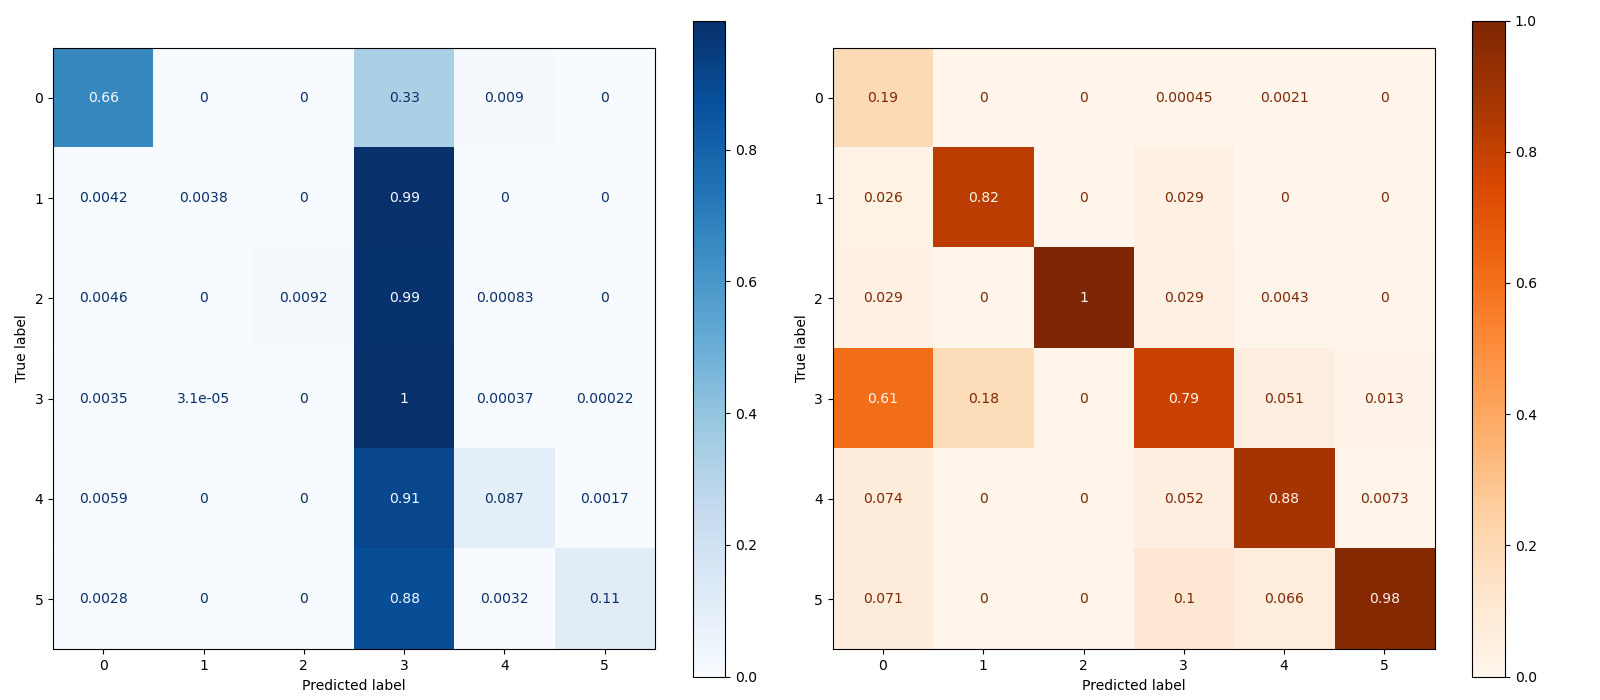 1.0
0 0.66 0 0 0.33 0.009 0 0 0.19 0 0 0.00045 0.0021 0
0.8 0.8
1 0.0042 0.0038 0 0.99 0 0 1 0.026 0.82 0 0.029 0 0
0.6 0.6
2 0.0046 0 0.0092 0.99 0.00083 0 2 0.029 0 1 0.029 0.0043 0
True label True label
3 0.0035 3.1e-05 0 1 0.00037 0.00022 3 0.61 0.18 0 0.79 0.051 0.013
0.4 0.4
4 0.0059 0 0 0.91 0.087 0.0017 4 0.074 0 0 0.052 0.88 0.0073
0.2 0.2
5 0.0028 0 0 0.88 0.0032 0.11 5 0.071 0 0 0.1 0.066 0.98
0 1 2 3 4 5 0.0 0 1 2 3 4 5 0.0
Predicted label Predicted label